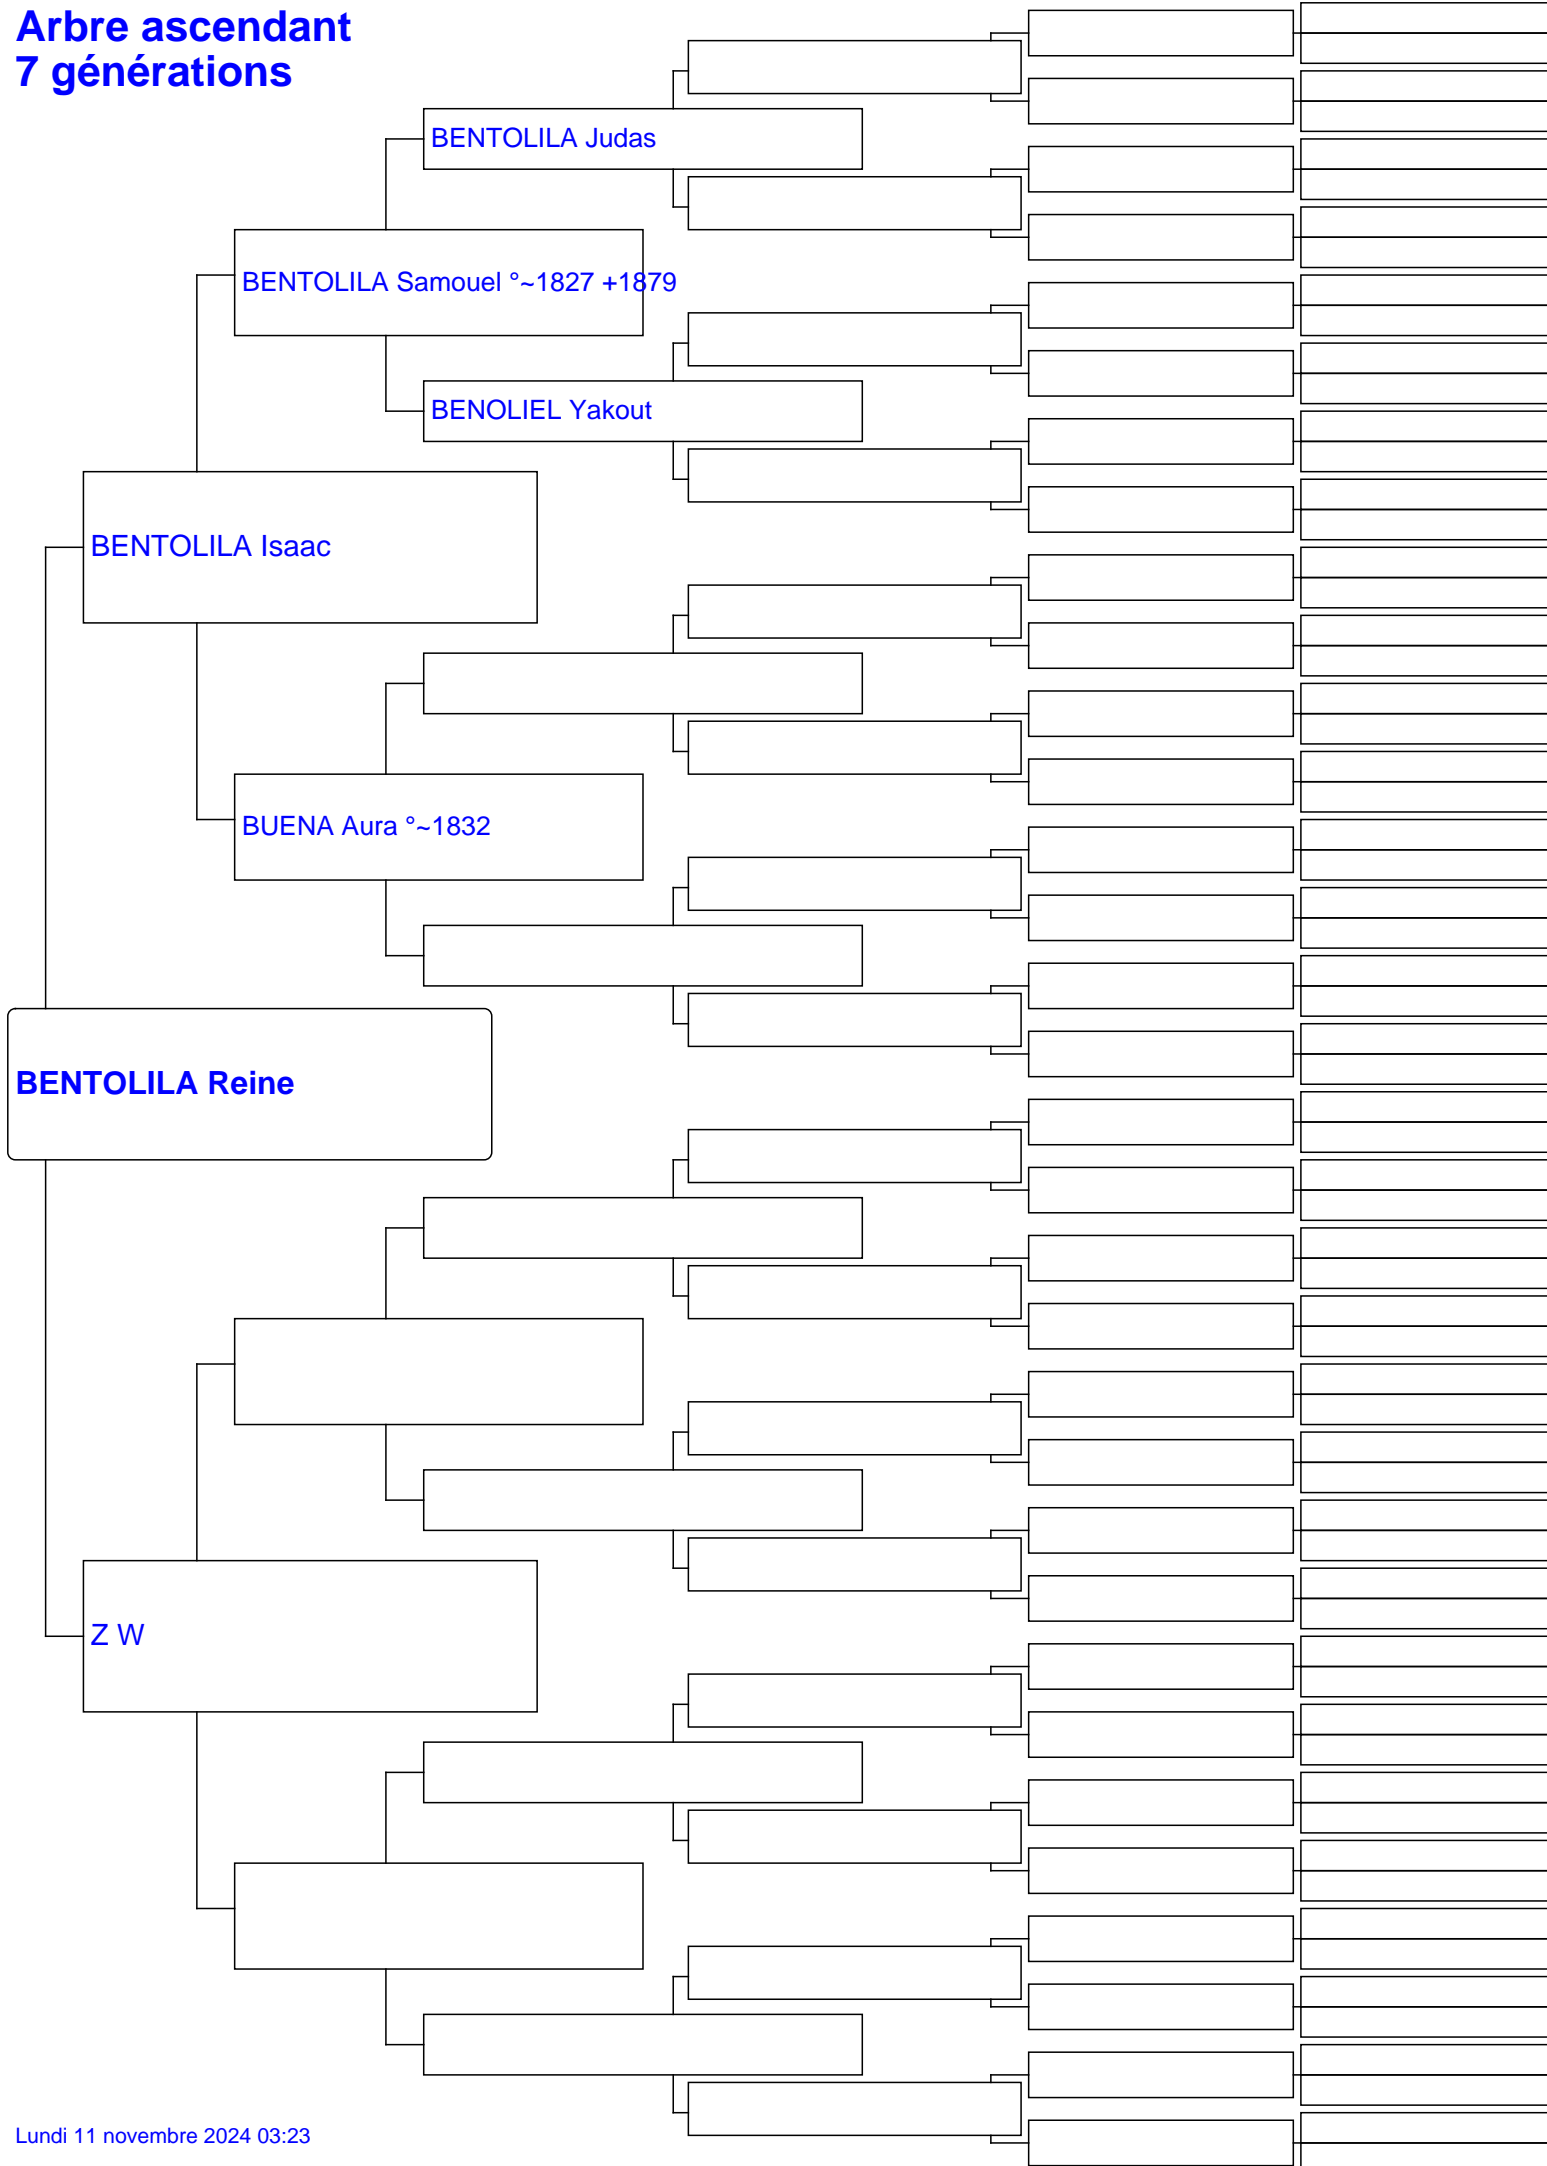 Arbre ascendant
7 générations
BENTOLILA Judas
BENTOLILA Samouel °~1827 +1879
BENOLIEL Yakout
BENTOLILA Isaac
BUENA Aura °~1832
BENTOLILA Reine
Z W
Lundi 11 novembre 2024 03:23